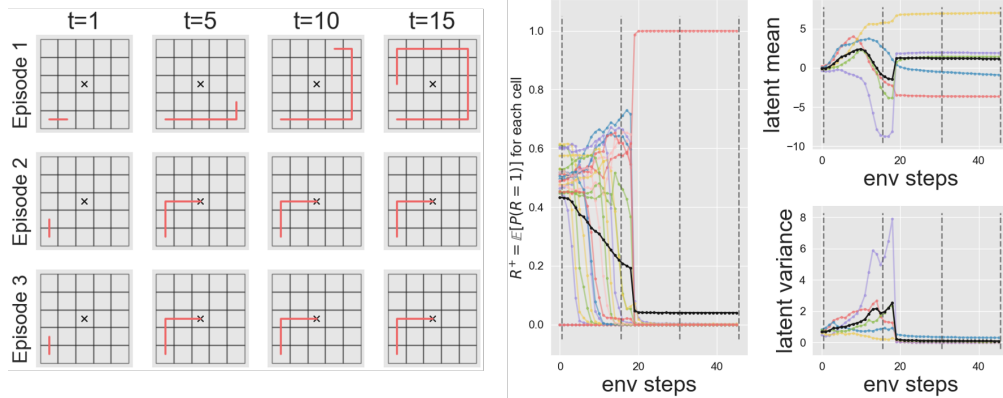 t=1 t=5 t=10 t=15
Episode 1
Episode 2
Episode 3
R⁺ = 𝔼[P(R = 1)] for each cell
1.0
0.8
0.6
0.4
0.2
0.0
0 20 40
env steps
latent mean
5
0
−5
−10
0 20 40
env steps
latent variance
8
6
4
2
0
0 20 40
env steps